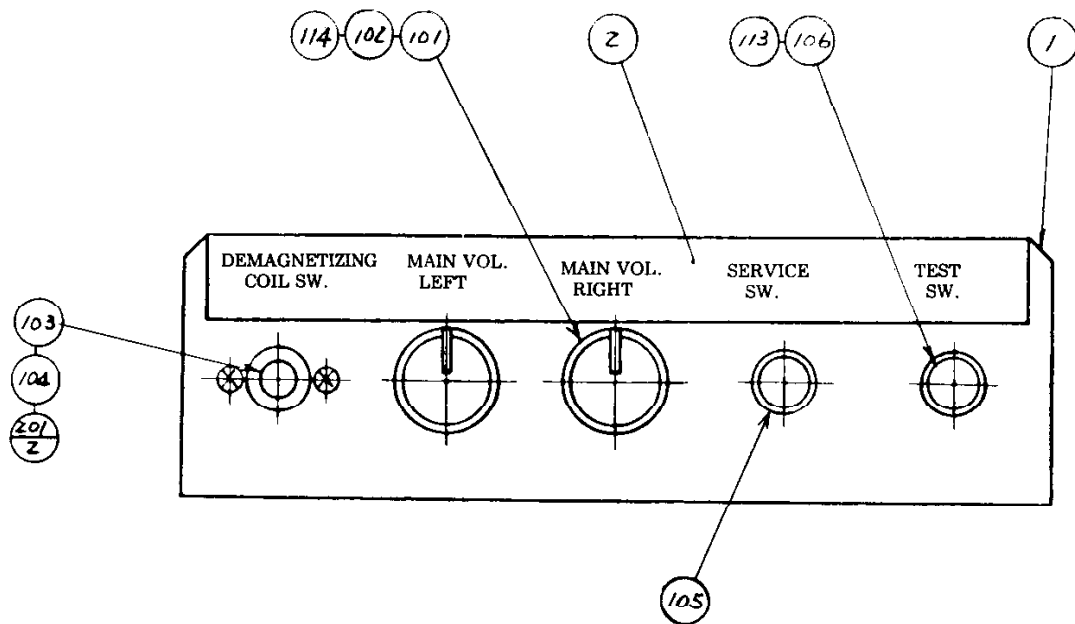 114 102 101
2
113 106
1
DEMAGNETIZING
COIL SW.
MAIN VOL.
LEFT
MAIN VOL.
RIGHT
SERVICE
SW.
TEST
SW.
103
104
201
2
105